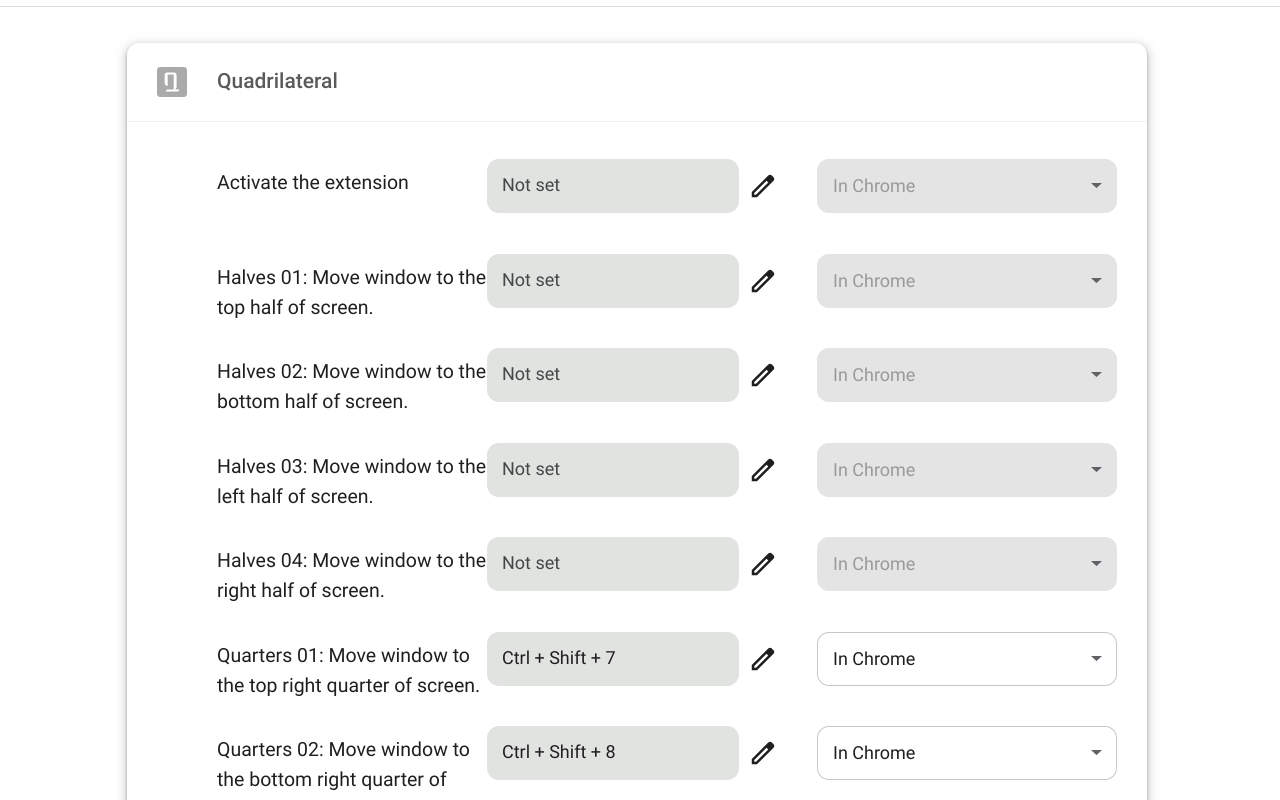 Quadrilateral
Activate the extension
Not set
In Chrome
Halves 01: Move window to the
top half of screen.
Not set
In Chrome
Halves 02: Move window to the
bottom half of screen.
Not set
In Chrome
Halves 03: Move window to the
left half of screen.
Not set
In Chrome
Halves 04: Move window to the
right half of screen.
Not set
In Chrome
Quarters 01: Move window to
the top right quarter of screen.
Ctrl + Shift + 7
In Chrome
Quarters 02: Move window to
the bottom right quarter of
Ctrl + Shift + 8
In Chrome